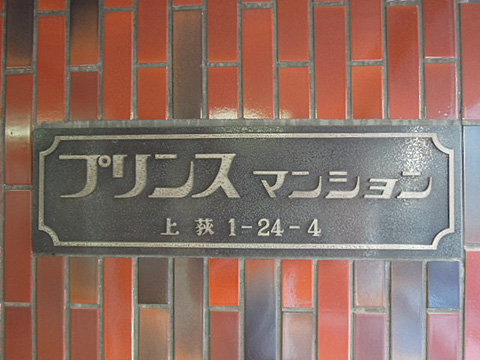 プリンス マンション
上荻 1-24-4